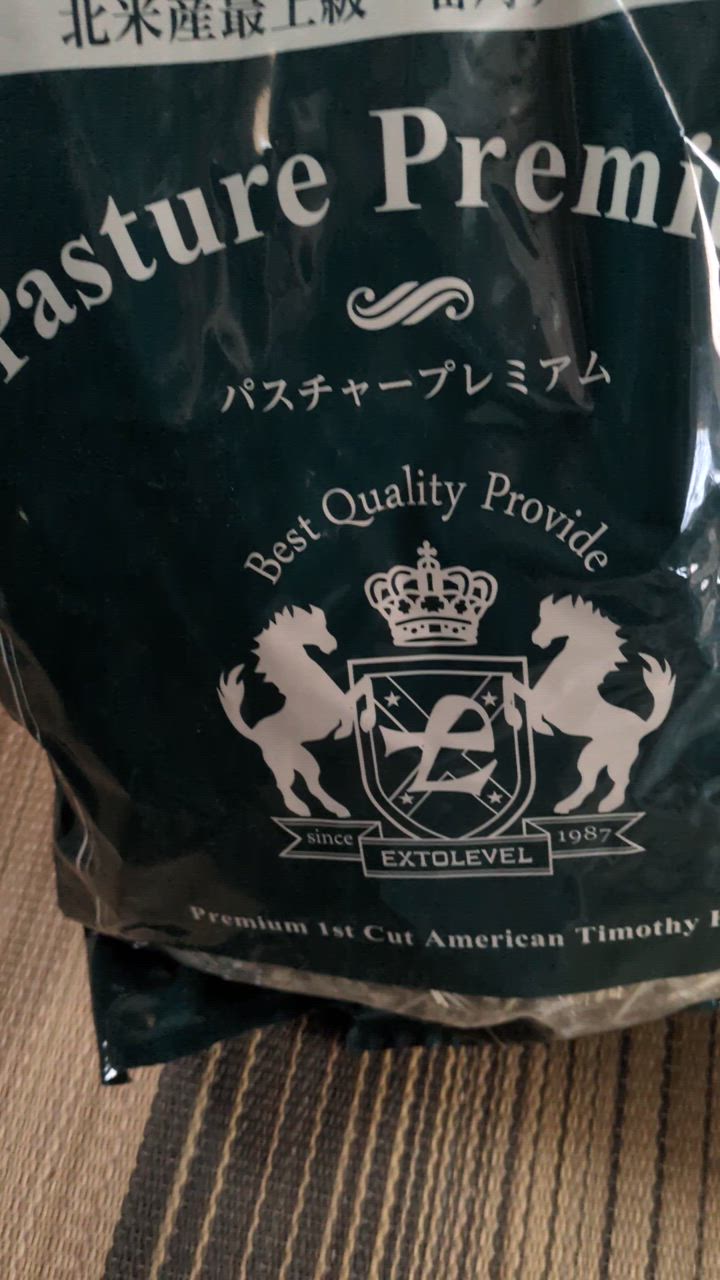 北米産最上級
Pasture Premi
パスチャープレミアム
Best Quality Provide
since
1987
EXTOLEVEL
Premium 1st Cut American Timothy